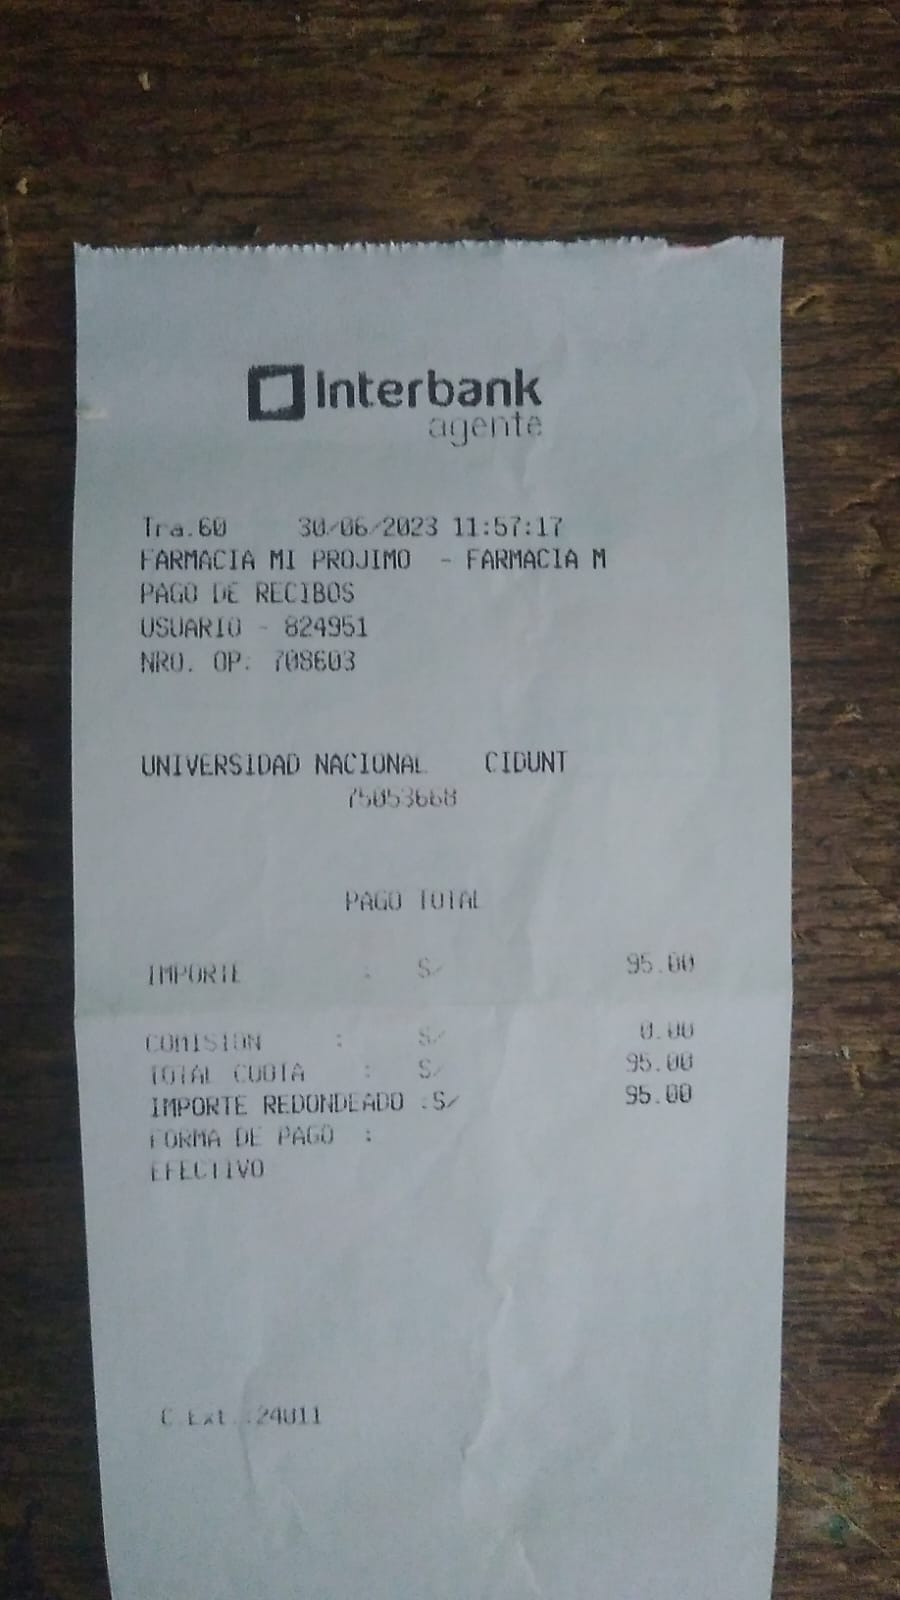 Interbank
agente
Tra.60 30/06/2023 11:57:17
FARMACIA MI PROJIMO - FARMACIA M
PAGO DE RECIBOS
USUARIO - 824951
NRO. OP: 708603
UNIVERSIDAD NACIONAL CIDUNT
75053668
PAGO TOTAL
IMPORTE : S/ 95.00
COMISION : S/ 0.00
TOTAL CUOTA : S/ 95.00
IMPORTE REDONDEADO :S/ 95.00
FORMA DE PAGO :
EFECTIVO
C.Ext.:24011